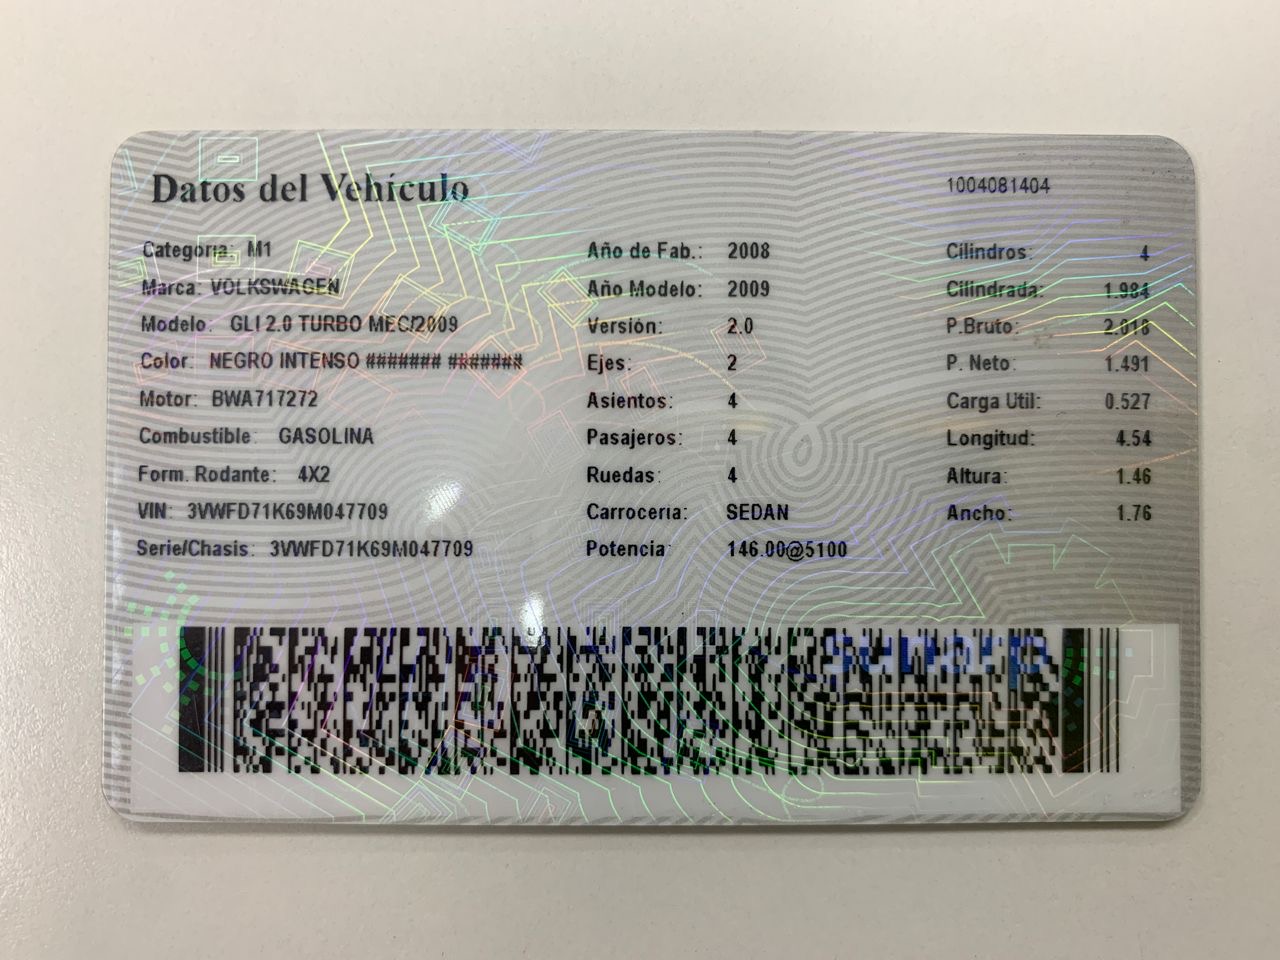 Datos del Vehículo
1004081404
Categoría: M1
Marca: VOLKSWAGEN
Modelo: GLI 2.0 TURBO MEC/2009
Color: NEGRO INTENSO ####### #######
Motor: BWA717272
Combustible: GASOLINA
Form. Rodante: 4X2
VIN: 3VWFD71K69M047709
Serie/Chasis: 3VWFD71K69M047709
Año de Fab.: 2008
Año Modelo: 2009
Versión: 2.0
Ejes: 2
Asientos: 4
Pasajeros: 4
Ruedas: 4
Carrocería: SEDAN
Potencia: 146.00@5100
Cilindros: 4
Cilindrada: 1.984
P.Bruto: 2.018
P. Neto: 1.491
Carga Util: 0.527
Longitud: 4.54
Altura: 1.46
Ancho: 1.76
sunarp